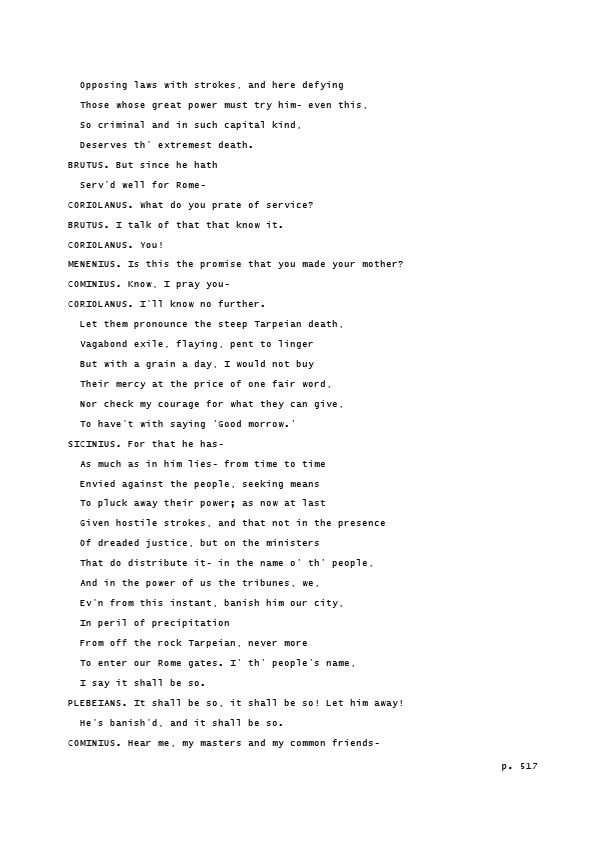 Opposing laws with strokes, and here defying
Those whose great power must try him- even this,
So criminal and in such capital kind,
Deserves th' extremest death.
BRUTUS. But since he hath
Serv'd well for Rome-
CORIOLANUS. What do you prate of service?
BRUTUS. I talk of that that know it.
CORIOLANUS. You!
MENENIUS. Is this the promise that you made your mother?
COMINIUS. Know, I pray you-
CORIOLANUS. I'll know no further.
Let them pronounce the steep Tarpeian death,
Vagabond exile, flaying, pent to linger
But with a grain a day, I would not buy
Their mercy at the price of one fair word,
Nor check my courage for what they can give,
To have't with saying 'Good morrow.'
SICINIUS. For that he has-
As much as in him lies- from time to time
Envied against the people, seeking means
To pluck away their power; as now at last
Given hostile strokes, and that not in the presence
Of dreaded justice, but on the ministers
That do distribute it- in the name o' th' people,
And in the power of us the tribunes, we,
Ev'n from this instant, banish him our city,
In peril of precipitation
From off the rock Tarpeian, never more
To enter our Rome gates. I' th' people's name,
I say it shall be so.
PLEBEIANS. It shall be so, it shall be so! Let him away!
He's banish'd, and it shall be so.
COMINIUS. Hear me, my masters and my common friends-
p. 517